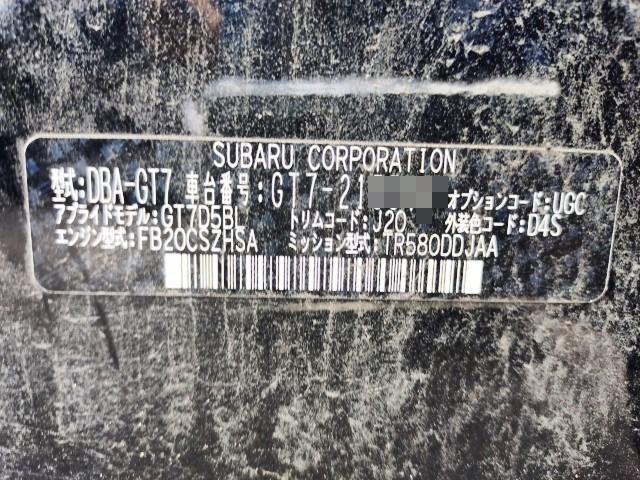 SUBARU CORPORATION
型式:DBA-GT7 車台番号:GT7-21 オプションコード:UGC
アプライドモデル:GT7D5BL トリムコード:J20 外装色コード:D4S
エンジン型式:FB20CSZHSA ミッション型式:TR580DDJAA